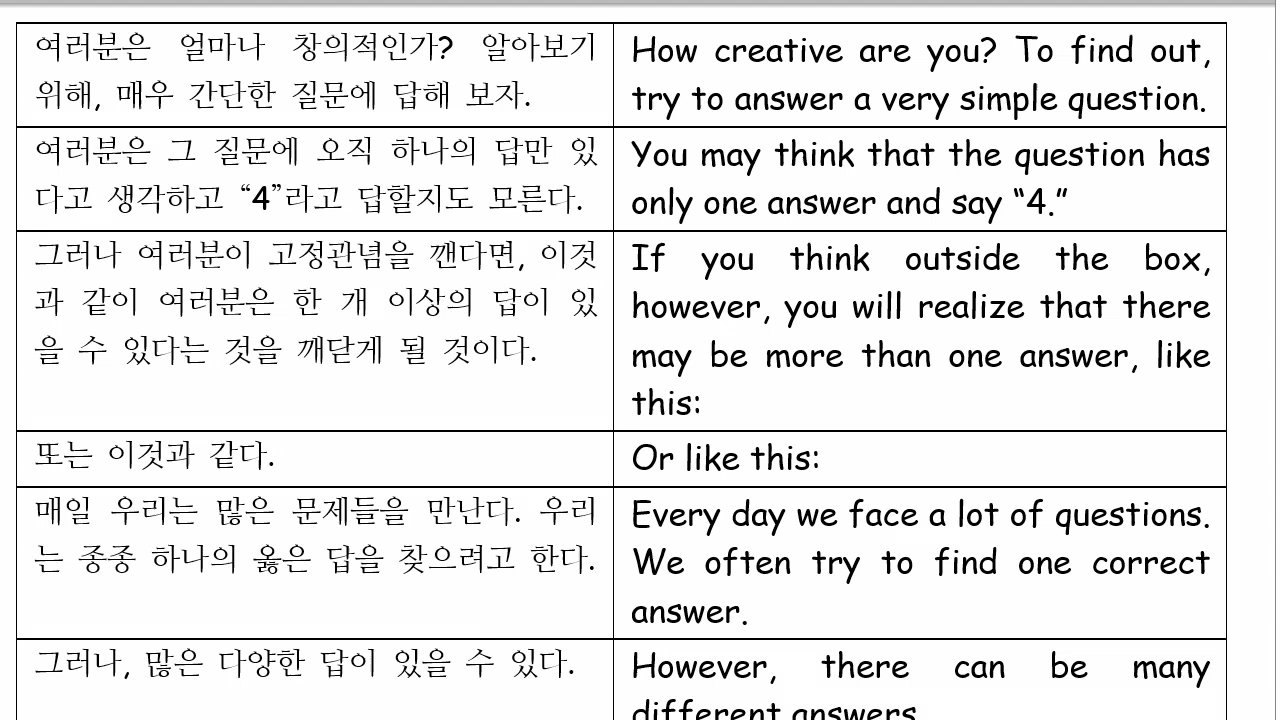 여러분은 얼마나 창의적인가? 알아보기
위해, 매우 간단한 질문에 답해 보자.
How creative are you? To find out,
try to answer a very simple question.
여러분은 그 질문에 오직 하나의 답만 있
다고 생각하고 “4”라고 답할지도 모른다.
You may think that the question has
only one answer and say “4.”
그러나 여러분이 고정관념을 깬다면, 이것
과 같이 여러분은 한 개 이상의 답이 있
을 수 있다는 것을 깨닫게 될 것이다.
If you think outside the box,
however, you will realize that there
may be more than one answer, like
this:
또는 이것과 같다.
Or like this:
매일 우리는 많은 문제들을 만난다. 우리
는 종종 하나의 옳은 답을 찾으려고 한다.
Every day we face a lot of questions.
We often try to find one correct
answer.
그러나, 많은 다양한 답이 있을 수 있다.
However, there can be many
different answers